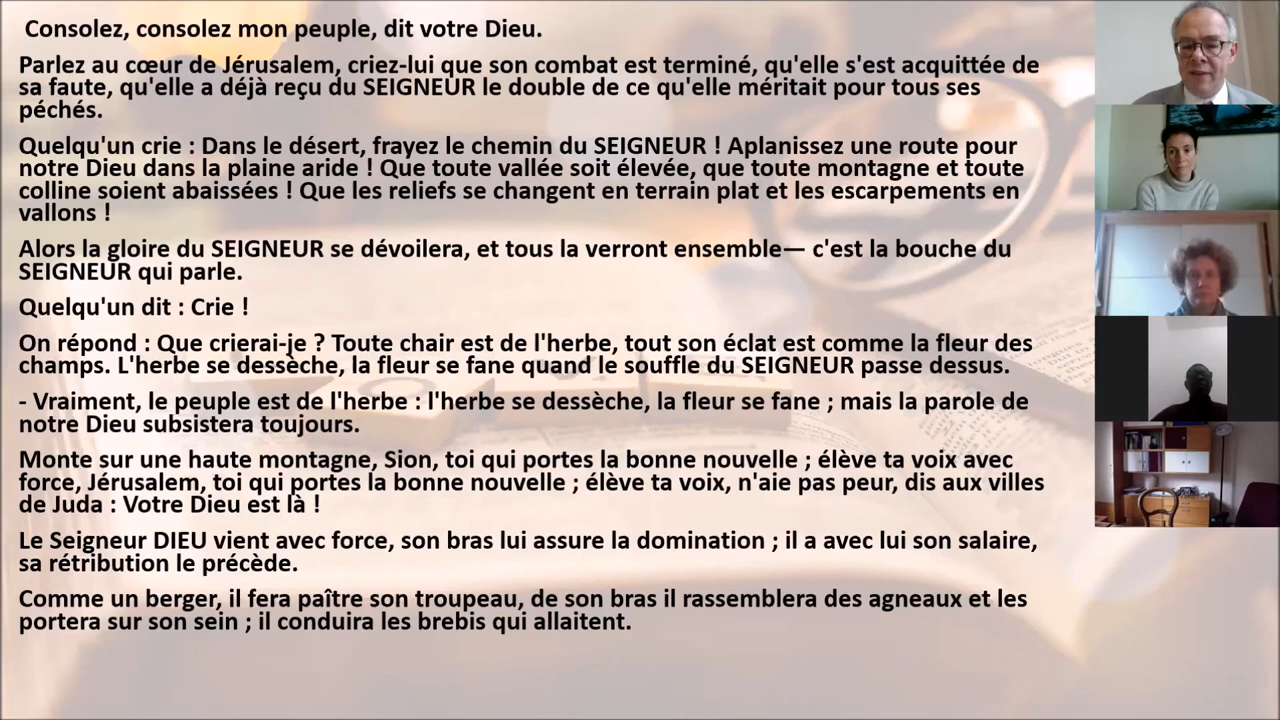 Consolez, consolez mon peuple, dit votre Dieu.
Parlez au cœur de Jérusalem, criez-lui que son combat est terminé, qu'elle s'est acquittée de
sa faute, qu'elle a déjà reçu du SEIGNEUR le double de ce qu'elle méritait pour tous ses
péchés.
Quelqu'un crie : Dans le désert, frayez le chemin du SEIGNEUR ! Aplanissez une route pour
notre Dieu dans la plaine aride ! Que toute vallée soit élevée, que toute montagne et toute
colline soient abaissées ! Que les reliefs se changent en terrain plat et les escarpements en
vallons !
Alors la gloire du SEIGNEUR se dévoilera, et tous la verront ensemble— c'est la bouche du
SEIGNEUR qui parle.
Quelqu'un dit : Crie !
On répond : Que crierai-je ? Toute chair est de l'herbe, tout son éclat est comme la fleur des
champs. L'herbe se dessèche, la fleur se fane quand le souffle du SEIGNEUR passe dessus.
- Vraiment, le peuple est de l'herbe : l'herbe se dessèche, la fleur se fane ; mais la parole de
notre Dieu subsistera toujours.
Monte sur une haute montagne, Sion, toi qui portes la bonne nouvelle ; élève ta voix avec
force, Jérusalem, toi qui portes la bonne nouvelle ; élève ta voix, n'aie pas peur, dis aux villes
de Juda : Votre Dieu est là !
Le Seigneur DIEU vient avec force, son bras lui assure la domination ; il a avec lui son salaire,
sa rétribution le précède.
Comme un berger, il fera paître son troupeau, de son bras il rassemblera des agneaux et les
portera sur son sein ; il conduira les brebis qui allaitent.